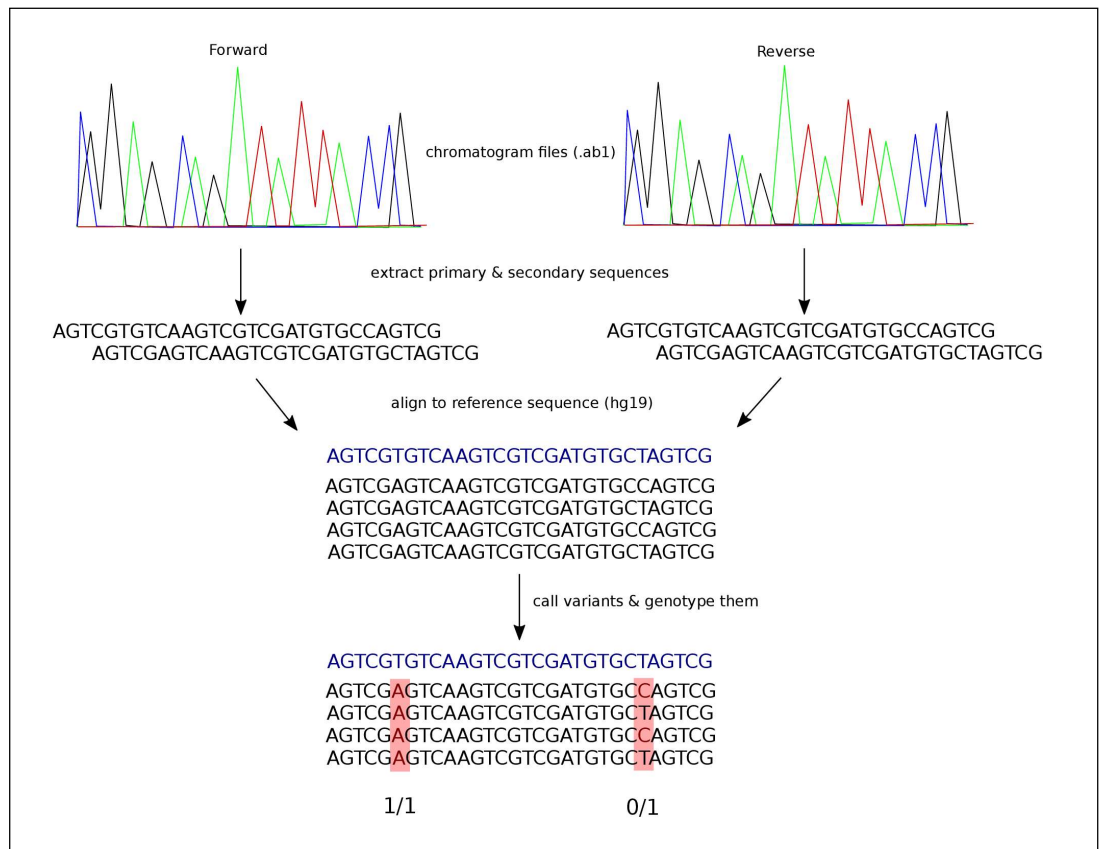 Forward
Reverse
chromatogram files (.ab1)
extract primary & secondary sequences
AGTCGTGTCAAGTCGTCGATGTGCCAGTCG
AGTCGAGTCAAGTCGTCGATGTGCTAGTCG
AGTCGTGTCAAGTCGTCGATGTGCCAGTCG
AGTCGAGTCAAGTCGTCGATGTGCTAGTCG
align to reference sequence (hg19)
AGTCGTGTCAAGTCGTCGATGTGCTAGTCG
AGTCGAGTCAAGTCGTCGATGTGCCAGTCG
AGTCGAGTCAAGTCGTCGATGTGCTAGTCG
AGTCGAGTCAAGTCGTCGATGTGCCAGTCG
AGTCGAGTCAAGTCGTCGATGTGCTAGTCG
call variants & genotype them
AGTCGTGTCAAGTCGTCGATGTGCTAGTCG
AGTCGAGTCAAGTCGTCGATGTGCCAGTCG
AGTCGAGTCAAGTCGTCGATGTGCTAGTCG
AGTCGAGTCAAGTCGTCGATGTGCCAGTCG
AGTCGAGTCAAGTCGTCGATGTGCTAGTCG
1/1
0/1